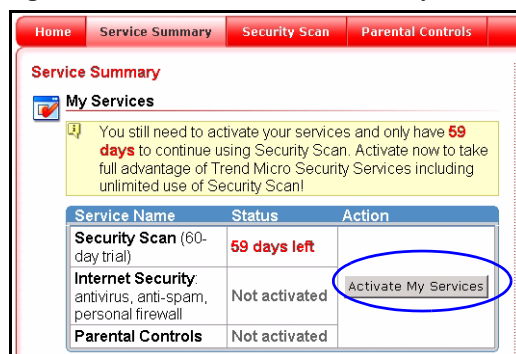 Home Service Summary Security Scan Parental Controls
Service Summary
My Services
You still need to activate your services and only have 59
days to continue using Security Scan. Activate now to take
full advantage of Trend Micro Security Services including
unlimited use of Security Scan!
Service Name Status Action
Security Scan (60-
day trial)
59 days left
Internet Security:
antivirus, anti-spam,
personal firewall
Not activated
Activate My Services
Parental Controls Not activated